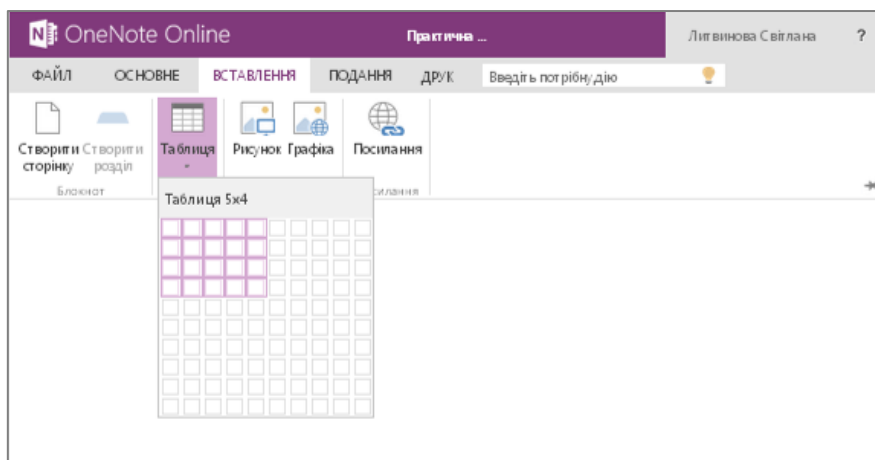 OneNote Online Практична ... Литвинова Світлана ?
ФАЙЛ ОСНОВНЕ ВСТАВЛЕННЯ ПОДАННЯ ДРУК Введіть потрібну дію
Створити Створити Таблиця Рисунок Графіка Посилання
сторінку розділ
Блокнот силання
Таблиця 5x4